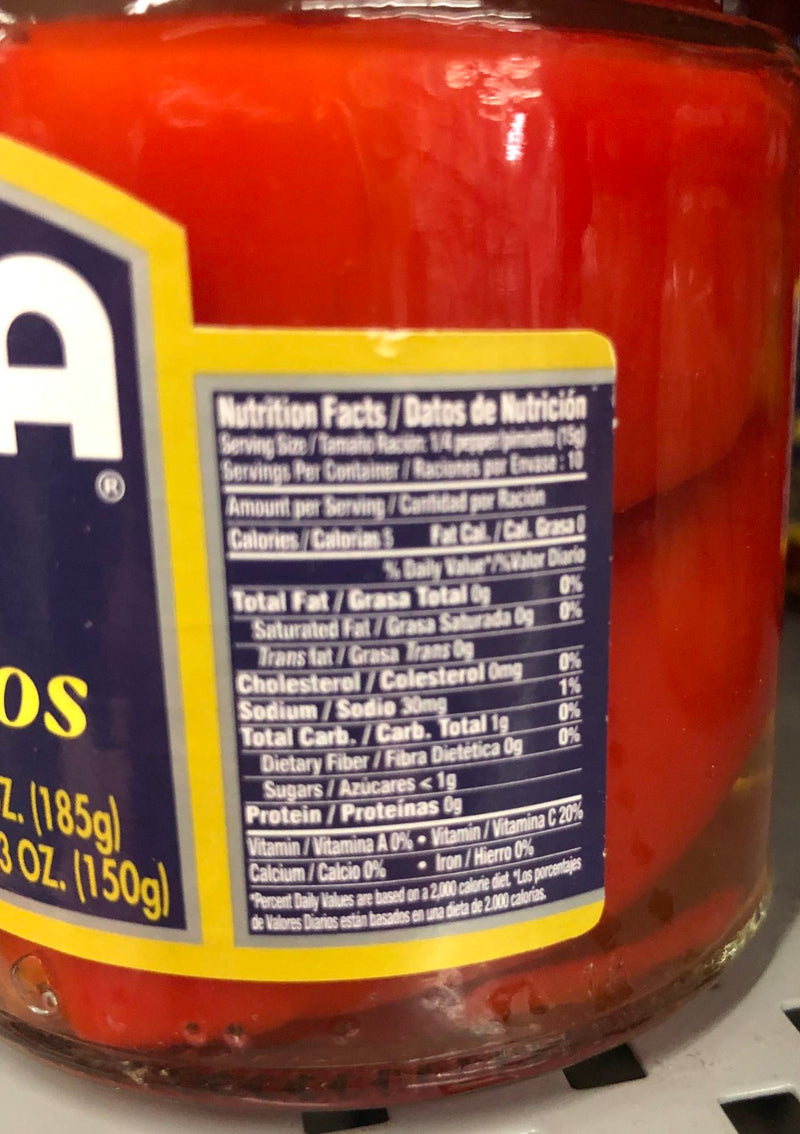 A
®
os
Z. (185g)
3 OZ. (150g)
Nutrition Facts / Datos de Nutrición
Serving Size / Tamaño Ración: 1/4 pepper/pimiento (15g)
Servings Per Container / Raciones por Envase : 10
Amount per Serving / Cantidad por Ración
Calories / Calorías 5 Fat Cal. / Cal. Grasa 0
% Daily Value*/%Valor Diario
Total Fat / Grasa Total 0g 0%
Saturated Fat / Grasa Saturada 0g 0%
Trans fat / Grasa Trans 0g
Cholesterol / Colesterol 0mg 0%
Sodium / Sodio 30mg 1%
Total Carb. / Carb. Total 1g 0%
Dietary Fiber / Fibra Dietética 0g 0%
Sugars / Azúcares < 1g
Protein / Proteínas 0g
Vitamin / Vitamina A 0% • Vitamin / Vitamina C 20%
Calcium / Calcio 0% • Iron / Hierro 0%
*Percent Daily Values are based on a 2,000 calorie diet. *Los porcentajes
de Valores Diarios están basados en una dieta de 2.000 calorías.